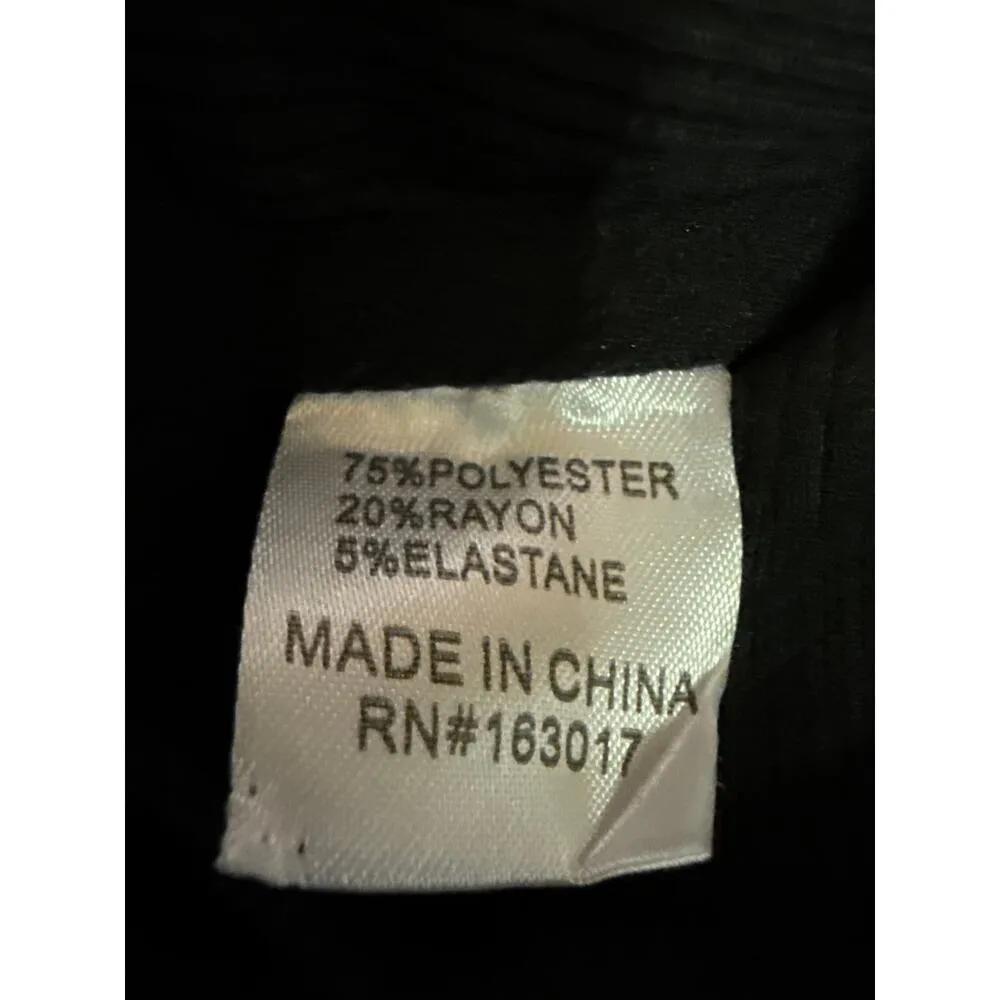 75%POLYESTER
20%RAYON
5%ELASTANE
MADE IN CHINA
RN#163017